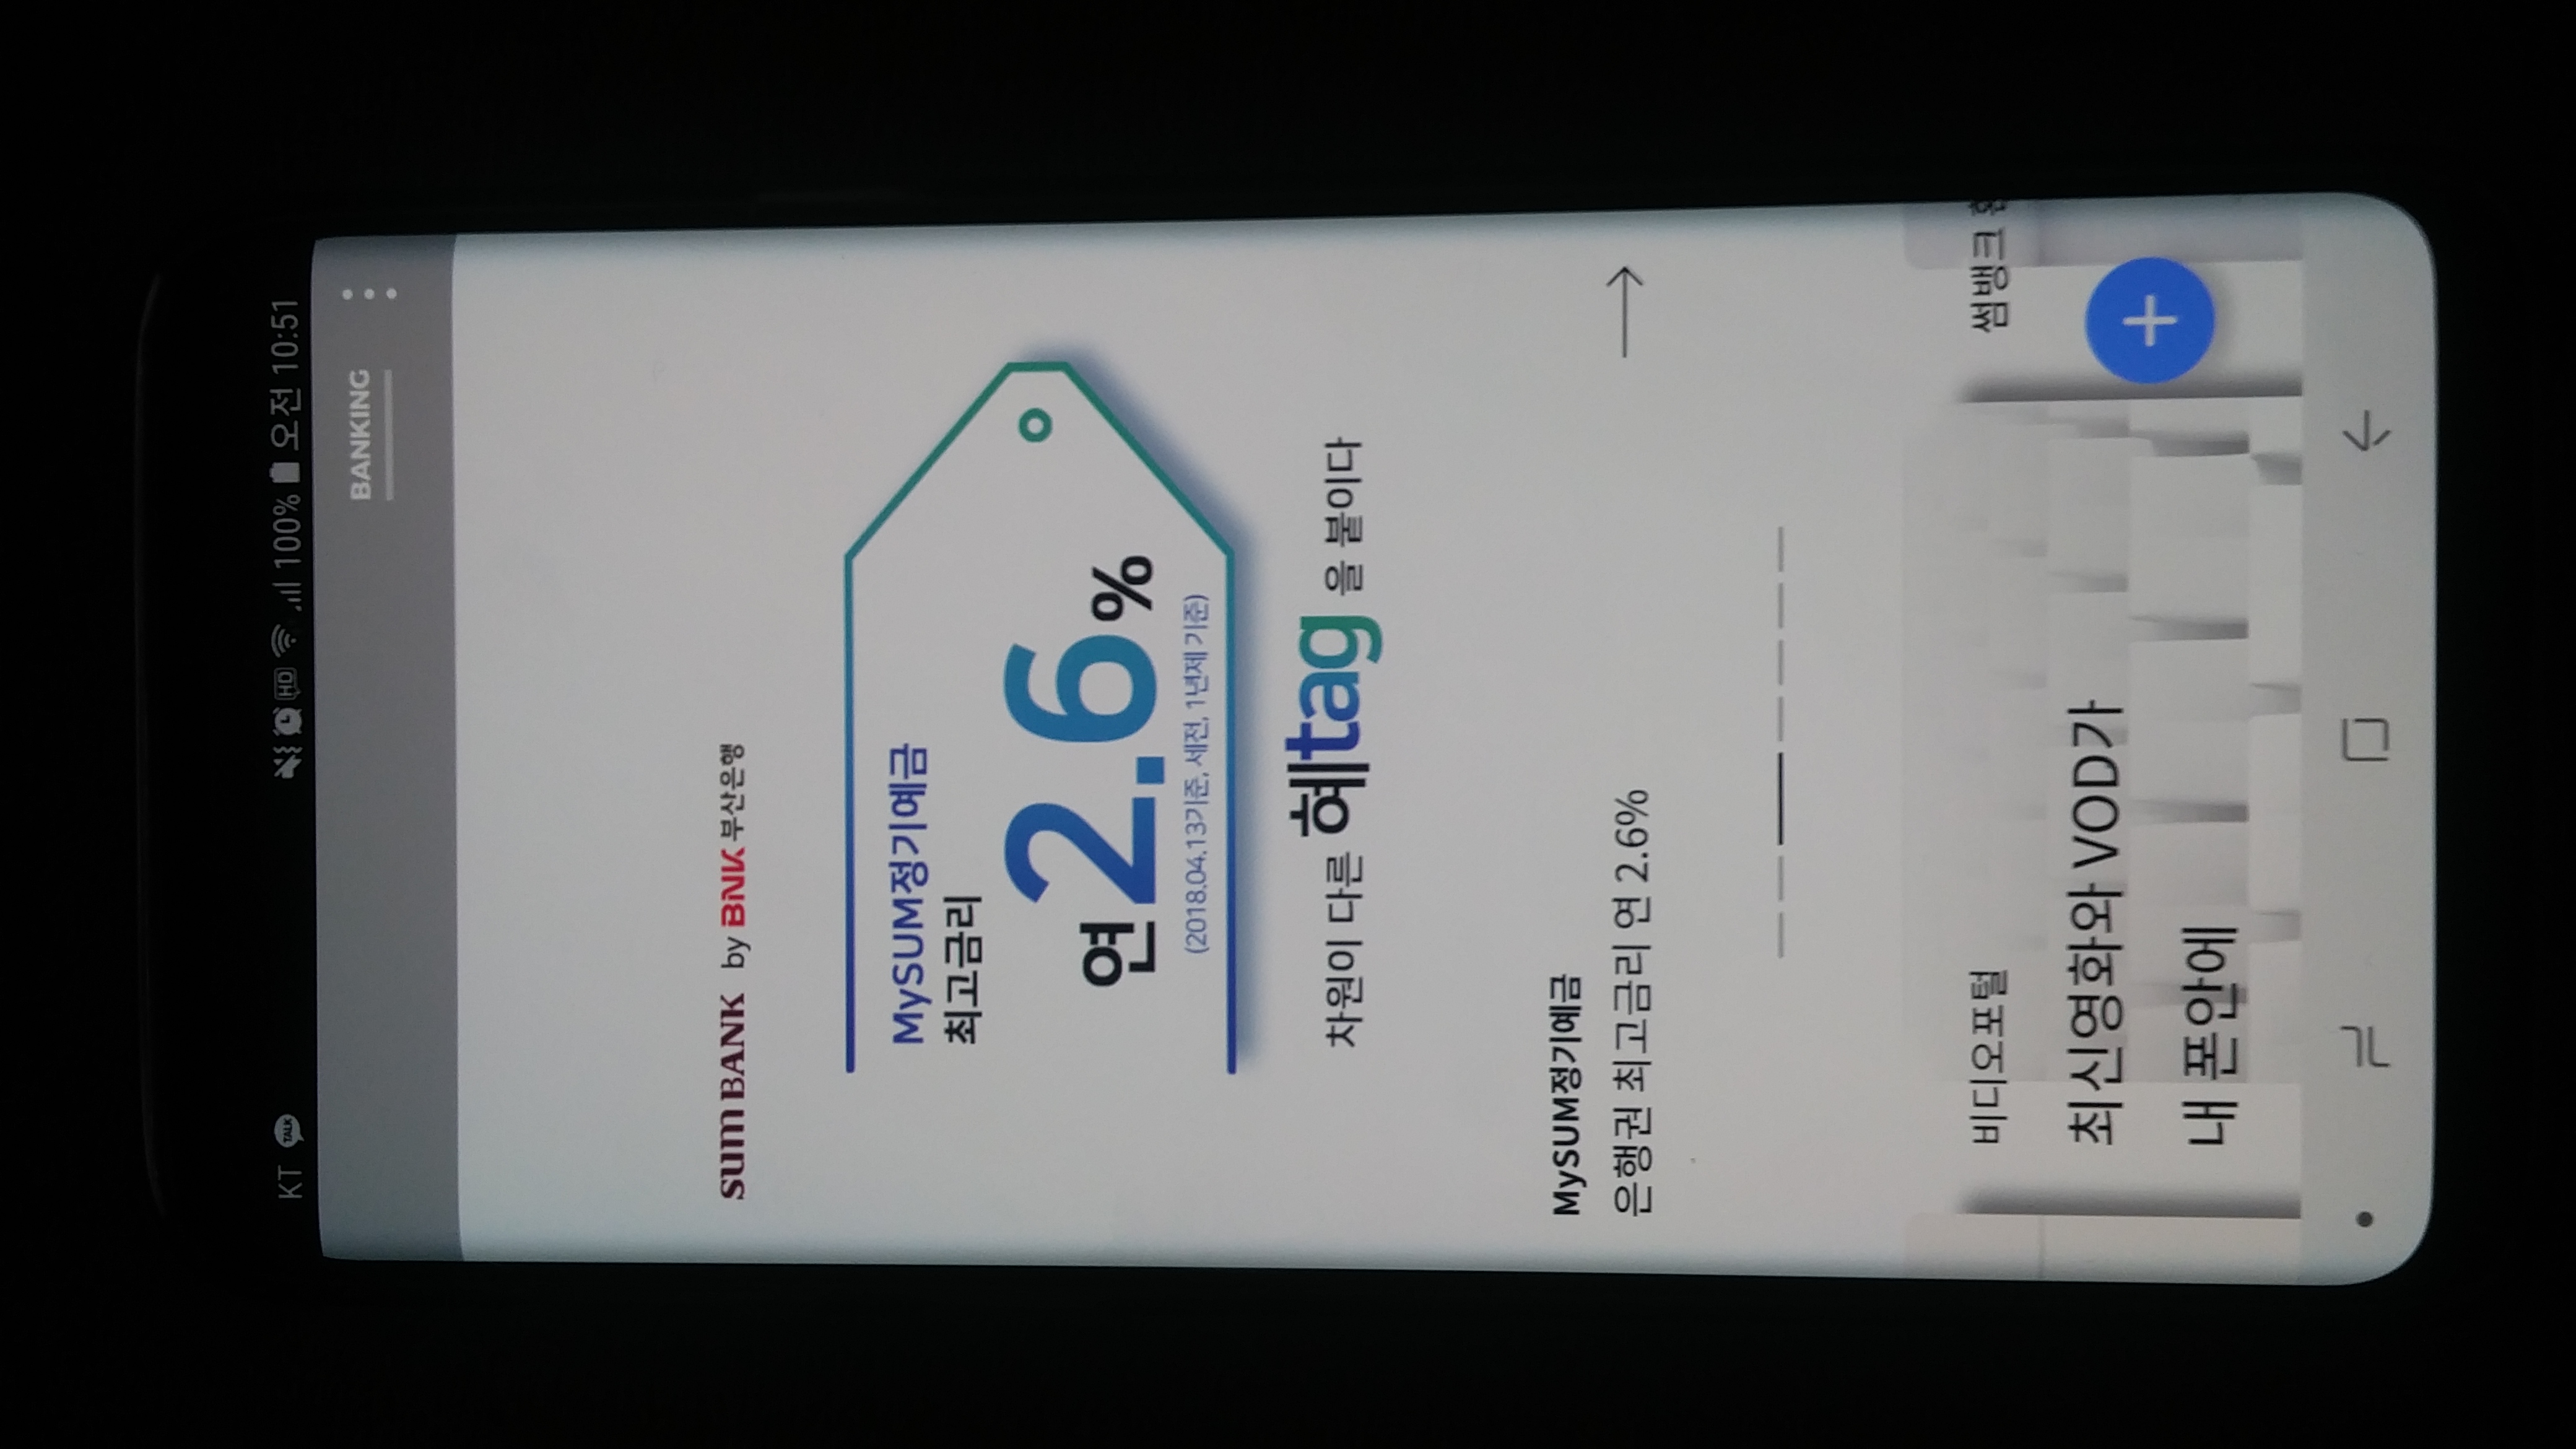 KT TALK HD 100% 오전 10:51
BANKING
sum BANK by BNK 부산은행
MySUM정기예금
최고금리
연 2.6 %
(2018.04.13기준, 세전, 1년제 기준)
차원이 다른 혜tag 을 붙이다
MySUM정기예금
은행권 최고금리 연 2.6%
비디오포털
최신영화와 VOD가
내 폰안에
썸뱅크